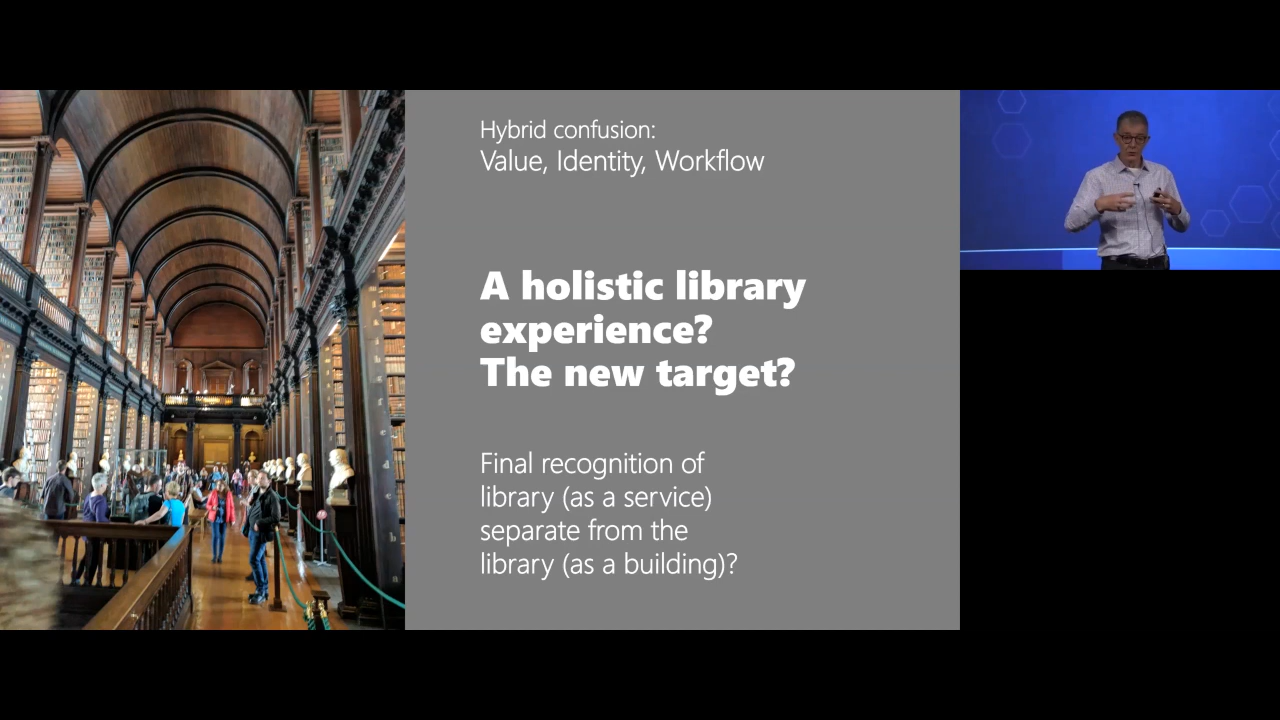 Hybrid confusion:
Value, Identity, Workflow
A holistic library
experience?
The new target?
Final recognition of
library (as a service)
separate from the
library (as a building)?